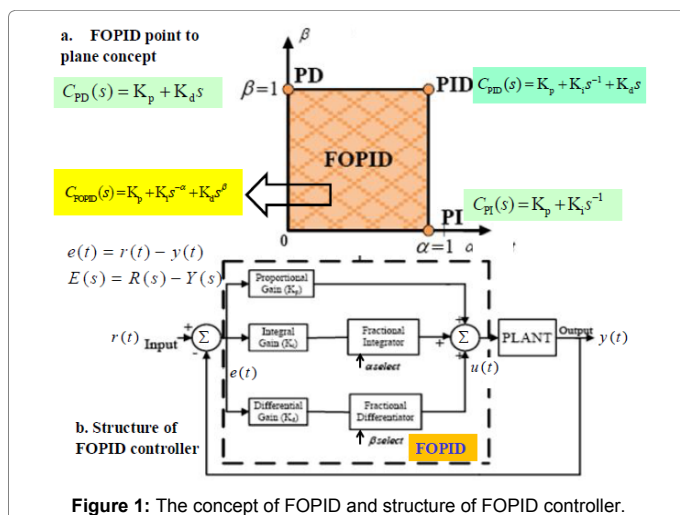 a. FOPID point to
plane concept
β
PD
C_PD(s) = K_p + K_d s
β=1
PID
C_PID(s) = K_p + K_i s^-1 + K_d s
FOPID
C_FOPID(s) = K_p + K_i s^-α + K_d s^β
PI
C_PI(s) = K_p + K_i s^-1
0
α=1
e(t) = r(t) − y(t)
E(s) = R(s) − Y(s)
Proportional
Gain (K_p)
r(t) Input
+
-
Σ
Integral
Gain (K_i)
Fractional
Integrator
+
+
+
Σ
PLANT
Output
y(t)
α select
e(t)
u(t)
Differential
Gain (K_d)
Fractional
Differentiator
β select
b. Structure of
FOPID controller
FOPID
Figure 1: The concept of FOPID and structure of FOPID controller.